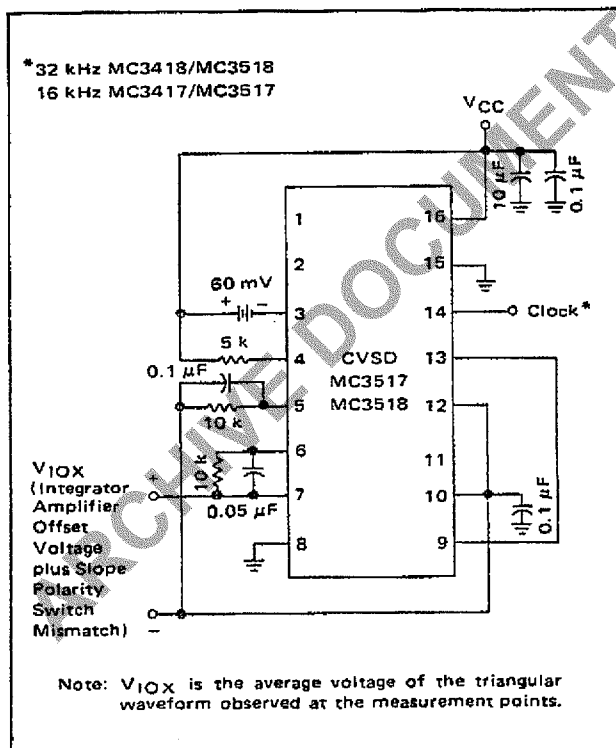 *32 kHz MC3418/MC3518
16 kHz MC3417/MC3517
VCC
10 µF
0.1 µF
1
16
2
15
60 mV
+ −
3
14
Clock*
5 k
4
CVSD
13
0.1 µF
MC3517
MC3518
5
12
10 k
6
11
10 k
VIOX
(Integrator
Amplifier
Offset
Voltage
plus Slope
Polarity
Switch
Mismatch)
+
−
7
10
0.05 µF
0.1 µF
8
9
Note: VIOX is the average voltage of the triangular
waveform observed at the measurement points.
ARCHIVE DOCUMENT